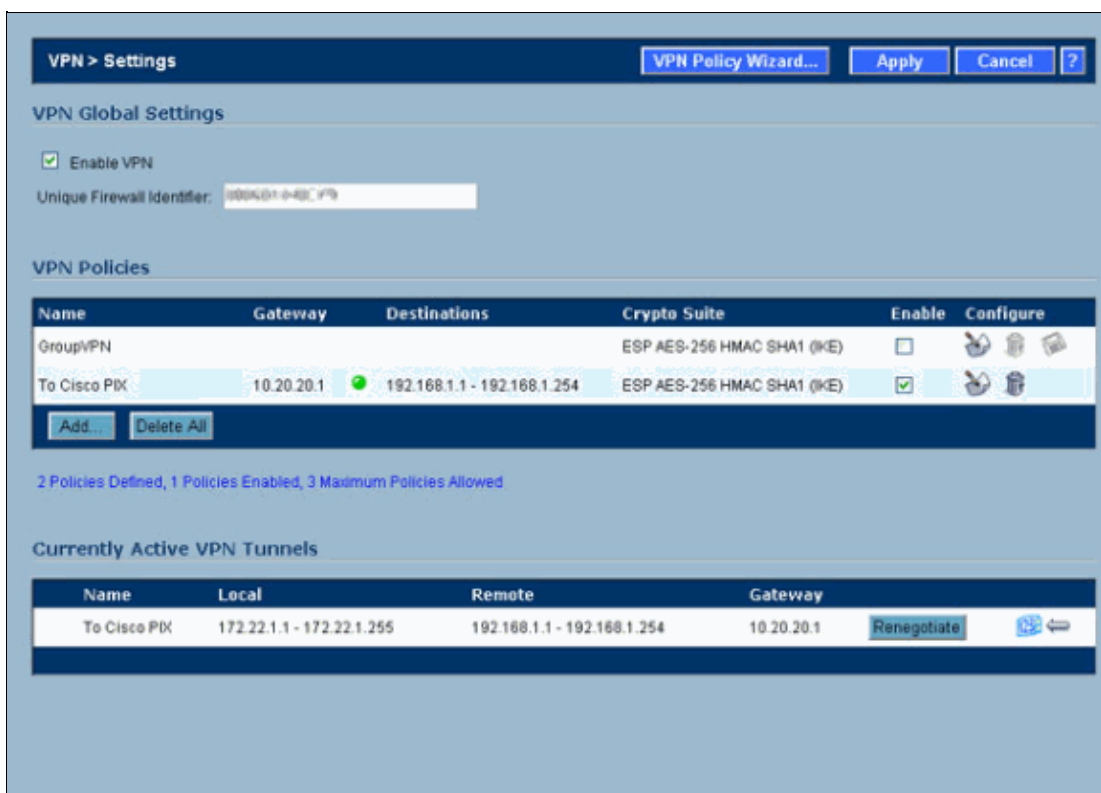 VPN > Settings VPN Policy Wizard... Apply Cancel ?
VPN Global Settings
Enable VPN
Unique Firewall Identifier:
VPN Policies
Name Gateway Destinations Crypto Suite Enable Configure
GroupVPN ESP AES-256 HMAC SHA1 (IKE)
To Cisco PIX 10.20.20.1 192.168.1.1 - 192.168.1.254 ESP AES-256 HMAC SHA1 (IKE)
Add... Delete All
2 Policies Defined, 1 Policies Enabled, 3 Maximum Policies Allowed
Currently Active VPN Tunnels
Name Local Remote Gateway
To Cisco PIX 172.22.1.1 - 172.22.1.255 192.168.1.1 - 192.168.1.254 10.20.20.1 Renegotiate